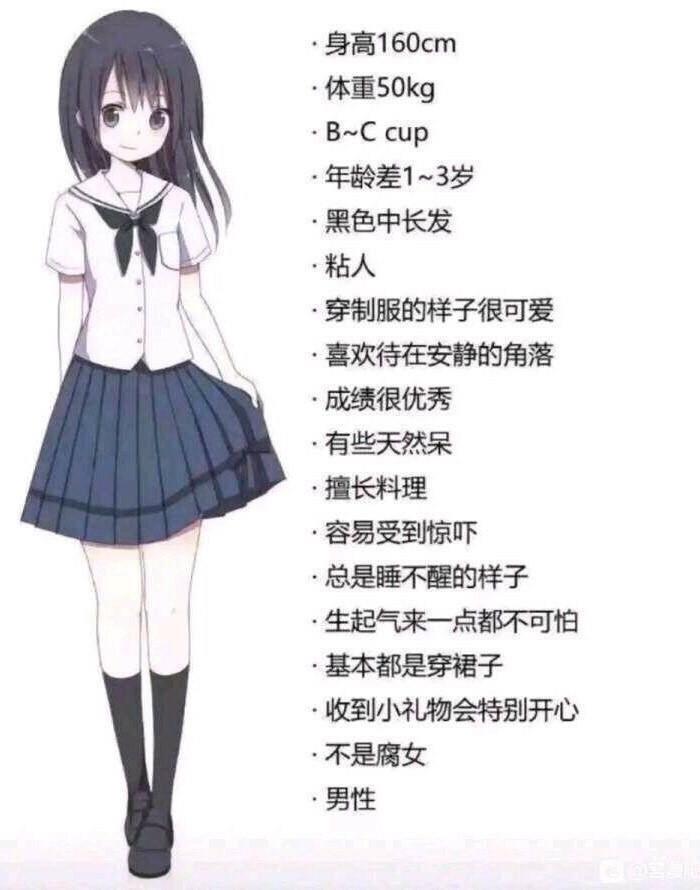 · 身高160cm
· 体重50kg
· B~C cup
· 年龄差1~3岁
· 黑色中长发
· 粘人
· 穿制服的样子很可爱
· 喜欢待在安静的角落
· 成绩很优秀
· 有些天然呆
· 擅长料理
· 容易受到惊吓
· 总是睡不醒的样子
· 生起气来一点都不可怕
· 基本都是穿裙子
· 收到小礼物会特别开心
· 不是腐女
· 男性